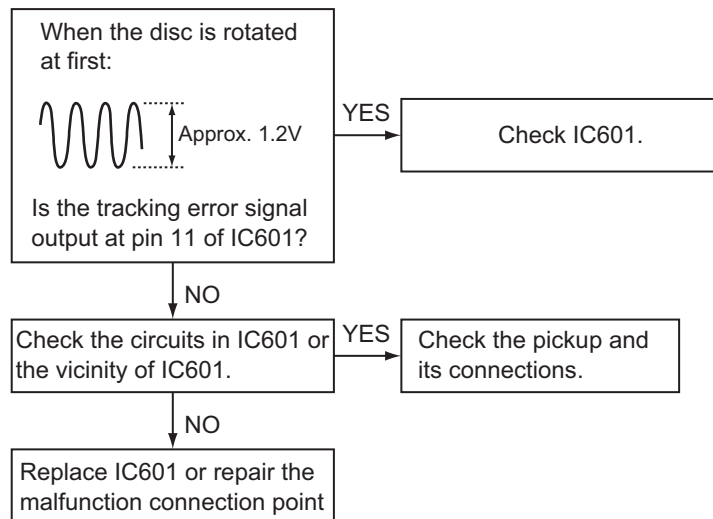 When the disc is rotated
at first:
Approx. 1.2V
Is the tracking error signal
output at pin 11 of IC601?
YES
Check IC601.
NO
Check the circuits in IC601 or
the vicinity of IC601.
YES
Check the pickup and
its connections.
NO
Replace IC601 or repair the
malfunction connection point